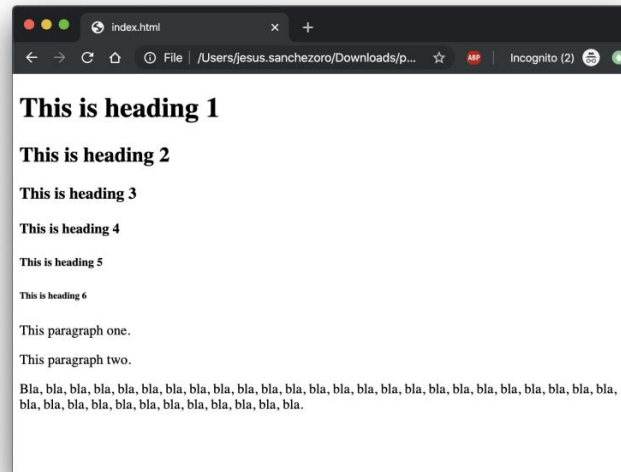 index.html
File /Users/jesus.sanchezoro/Downloads/p...
ABP
Incognito (2)
This is heading 1
This is heading 2
This is heading 3
This is heading 4
This is heading 5
This is heading 6
This paragraph one.
This paragraph two.
Bla, bla, bla, bla, bla, bla, bla, bla, bla, bla, bla, bla, bla, bla, bla, bla, bla, bla, bla, bla, bla, bla, bla, bla, bla,
bla, bla, bla, bla, bla, bla, bla, bla, bla, bla, bla, bla.